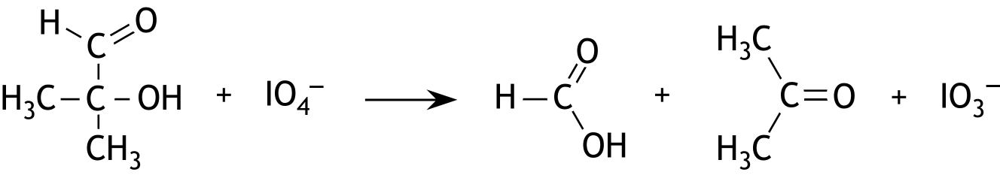 H C O
H₃C – C – OH
CH₃
+
IO₄⁻
H – C O
OH
+
H₃C
C = O
H₃C
+
IO₃⁻